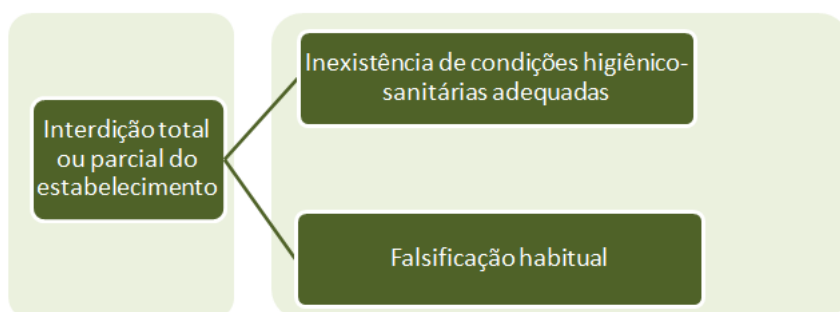 Interdição total
ou parcial do
estabelecimento
Inexistência de condições higiênico-
sanitárias adequadas
Falsificação habitual